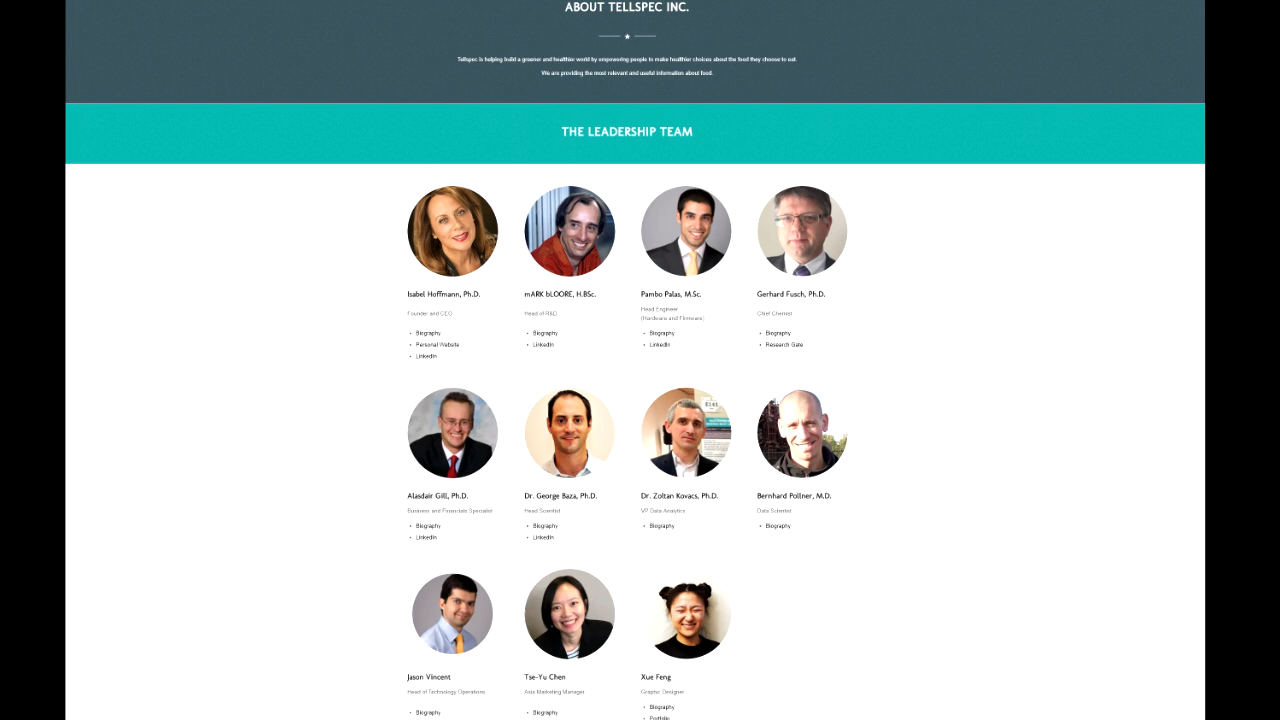 ABOUT TELLSPEC INC.
Tellspec is helping build a greener and healthier world by empowering people to make healthier choices about the food they choose to eat.
We are providing the most relevant and useful information about food.
THE LEADERSHIP TEAM
Isabel Hoffmann, Ph.D. mARK bLOORE, H.BSc. Pambo Palas, M.Sc. Gerhard Fusch, Ph.D.
Founder and CEO Head of R&D Head Engineer Chief Chemist
(Hardware and Firmware)
• Biography • Biography • Biography • Biography
• Personal Website • LinkedIn • LinkedIn • Research Gate
• LinkedIn
E141
Alasdair Gill, Ph.D. Dr. George Baza, Ph.D. Dr. Zoltan Kovacs, Ph.D. Bernhard Pollner, M.D.
Business and Financials Specialist Head Scientist VP Data Analytics Data Scientist
• Biography • Biography • Biography • Biography
• LinkedIn • LinkedIn
Jason Vincent Tse-Yu Chen Xue Feng
Head of Technology Operations Asia Marketing Manager Graphic Designer
• Biography • Biography • Biography
• Portfolio